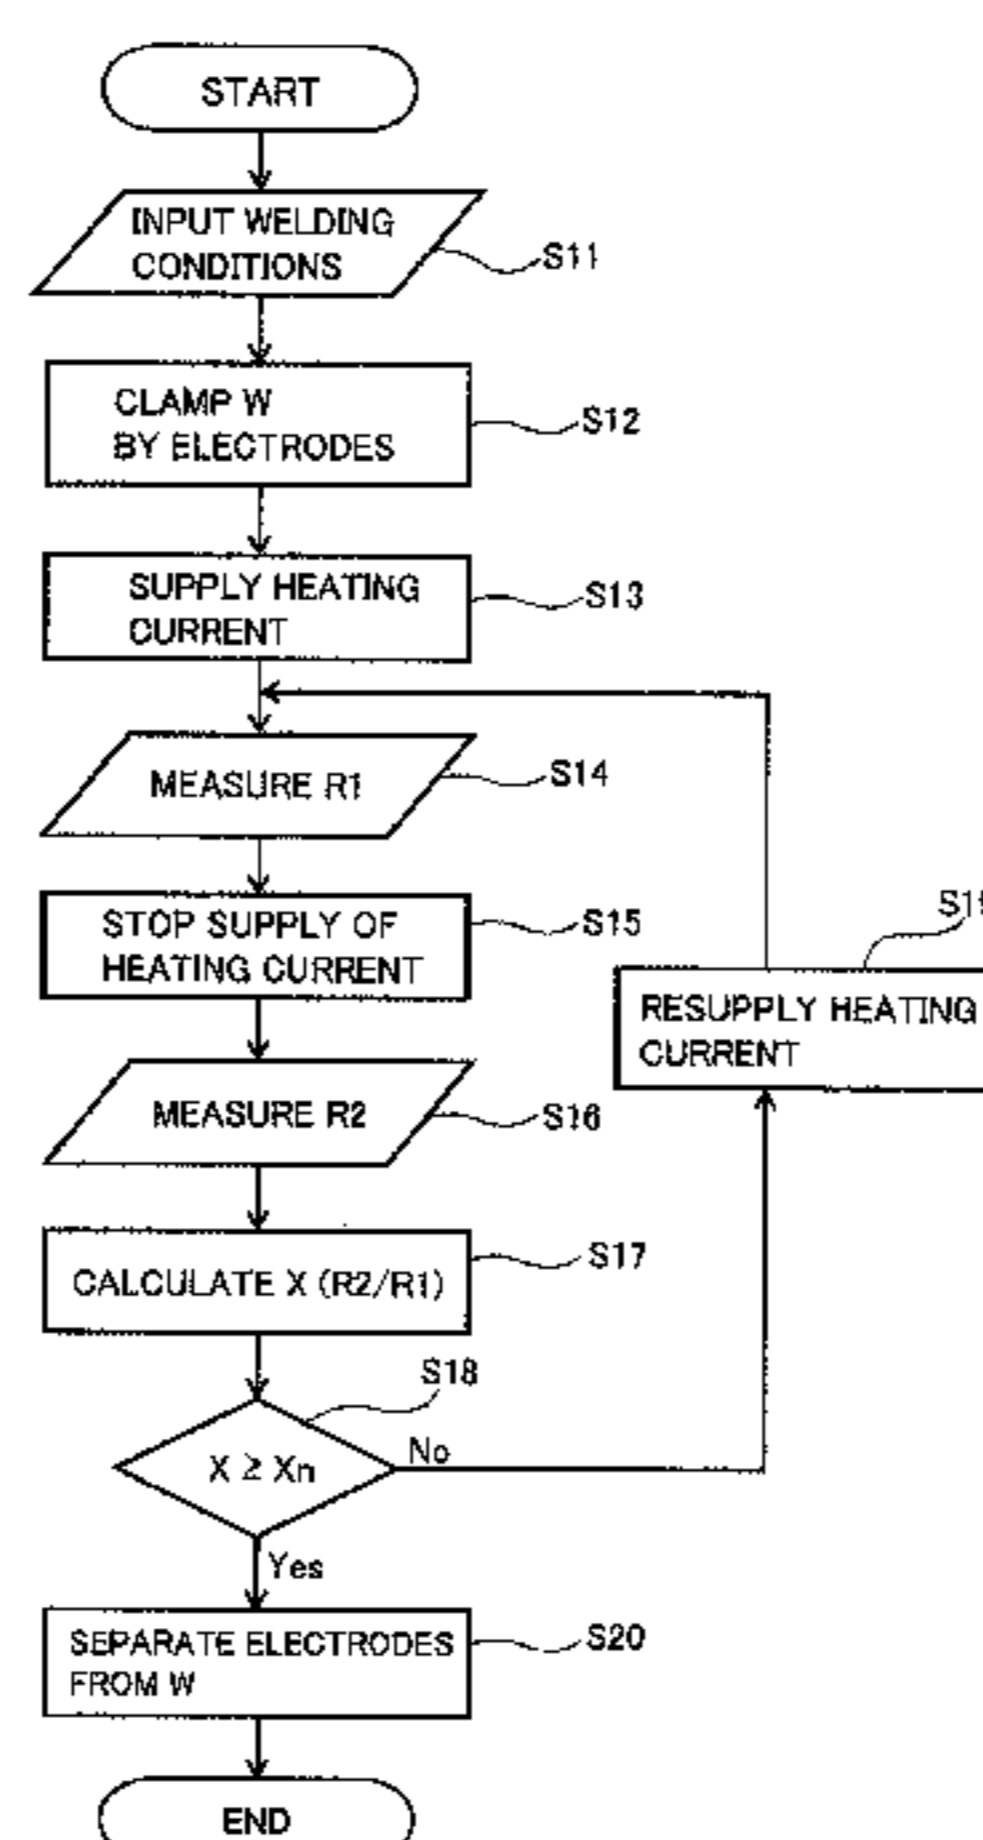 START
INPUT WELDING
CONDITIONS
S11
CLAMP W
BY ELECTRODES
S12
SUPPLY HEATING
CURRENT
S13
MEASURE R1
S14
STOP SUPPLY OF
HEATING CURRENT
S15
MEASURE R2
S16
CALCULATE X (R2/R1)
S17
S18
X ≥ Xn
No
Yes
RESUPPLY HEATING
CURRENT
SEPARATE ELECTRODES
FROM W
S20
END